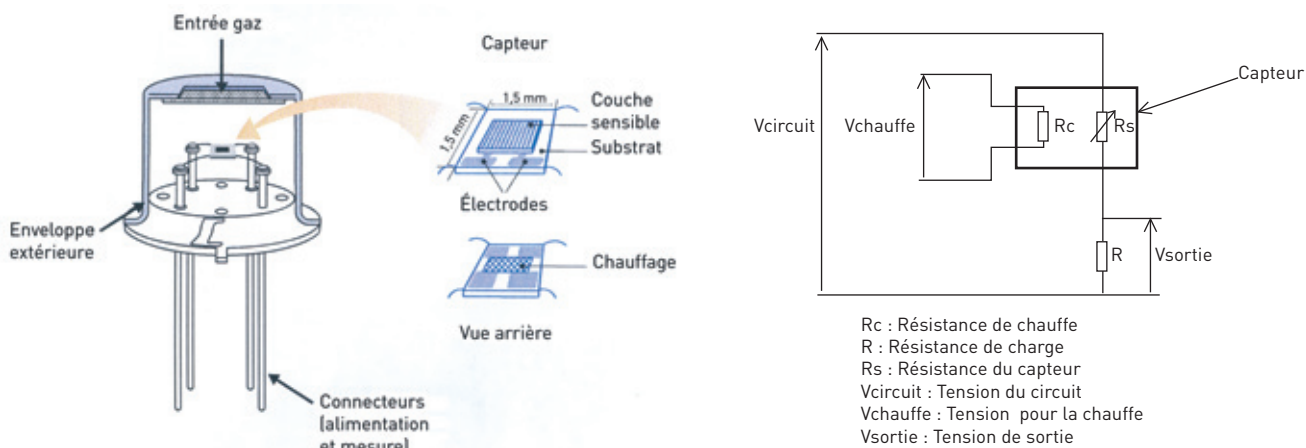 Entrée gaz
Capteur
1,5 mm
1,5 mm
Couche
sensible
Substrat
Électrodes
Enveloppe
extérieure
Chauffage
Vue arrière
Connecteurs
(alimentation
et mesure)
Capteur
Vcircuit
Vchauffe
Rc
Rs
R
Vsortie
Rc : Résistance de chauffe
R : Résistance de charge
Rs : Résistance du capteur
Vcircuit : Tension du circuit
Vchauffe : Tension pour la chauffe
Vsortie : Tension de sortie